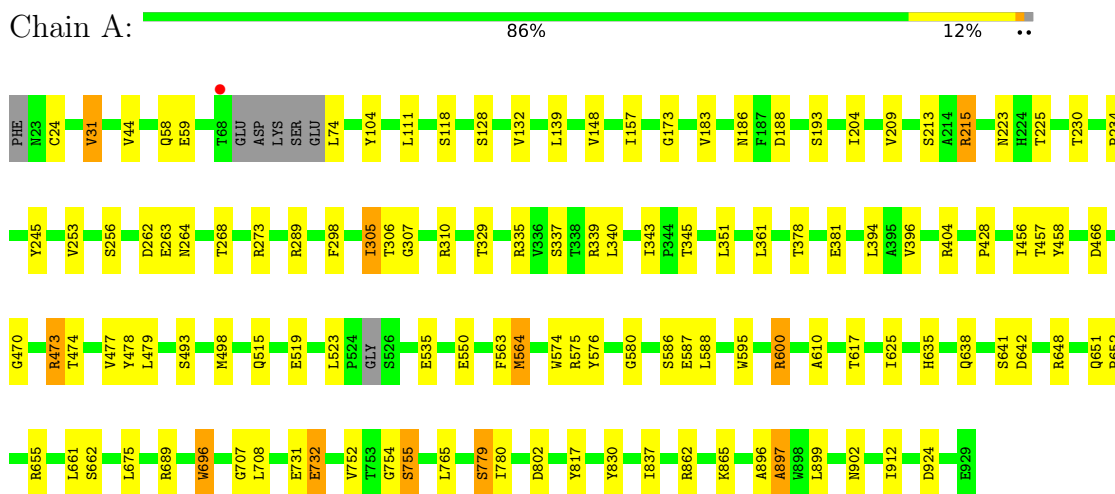 Chain A:
86% 12% ••
PHE N23 C24 V31 V44 Q58 E59 T68 GLU ASP LYS SER GLU L74 Y104 L111 S118 S128 V132 L139 V148 I157 G173 V183 N186 F187 D188 S193 I204 V209 S213 A214 R215 N223 H224 T225 T230
Y245 V253 S256 D262 E263 N264 T268 R273 R289 F298 I305 T306 G307 R310 T329 R335 V336 S337 T338 R339 L340 I343 P344 T345 L351 L361 T378 E381 L394 A395 V396 R404 P428 I456 T457 Y458 D466
G470 R473 T474 V477 Y478 L479 S493 M498 Q515 E519 L523 P524 GLY S526 E535 E550 F563 M564 W574 R575 Y576 G580 S586 E587 L588 W595 R600 A610 T617 I625 H635 Q638 S641 D642 R648 Q651
R655 L661 S662 L675 R689 W696 G707 L708 E731 E732 V752 T753 G754 S755 L765 S779 I780 D802 Y817 Y830 I837 R862 K865 A896 A897 W898 L899 N902 I912 D924 E929